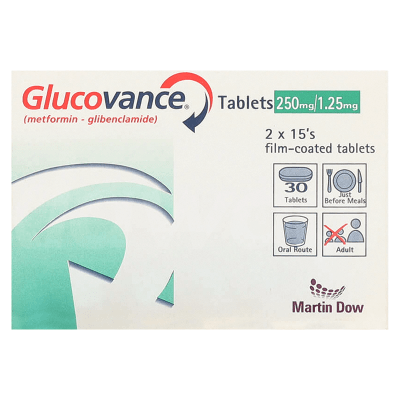 Glucovance®
(metformin - glibenclamide)
Tablets 250mg/1.25mg
2 x 15's
film-coated tablets
30
Tablets
Just
Before Meals
Oral Route
Adult
Martin Dow